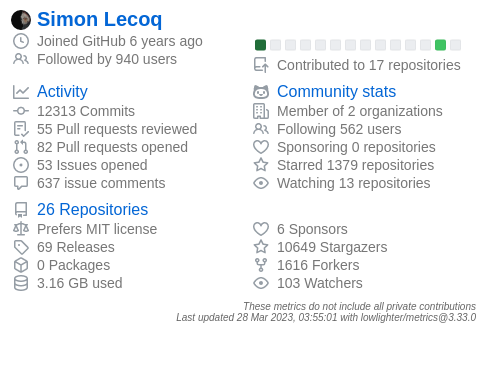 Simon Lecoq
Joined GitHub 6 years ago
Followed by 940 users
Contributed to 17 repositories
Activity
12313 Commits
55 Pull requests reviewed
82 Pull requests opened
53 Issues opened
637 issue comments
Community stats
Member of 2 organizations
Following 562 users
Sponsoring 0 repositories
Starred 1379 repositories
Watching 13 repositories
26 Repositories
Prefers MIT license
69 Releases
0 Packages
3.16 GB used
6 Sponsors
10649 Stargazers
1616 Forkers
103 Watchers
These metrics do not include all private contributions
Last updated 28 Mar 2023, 03:55:01 with lowlighter/metrics@3.33.0